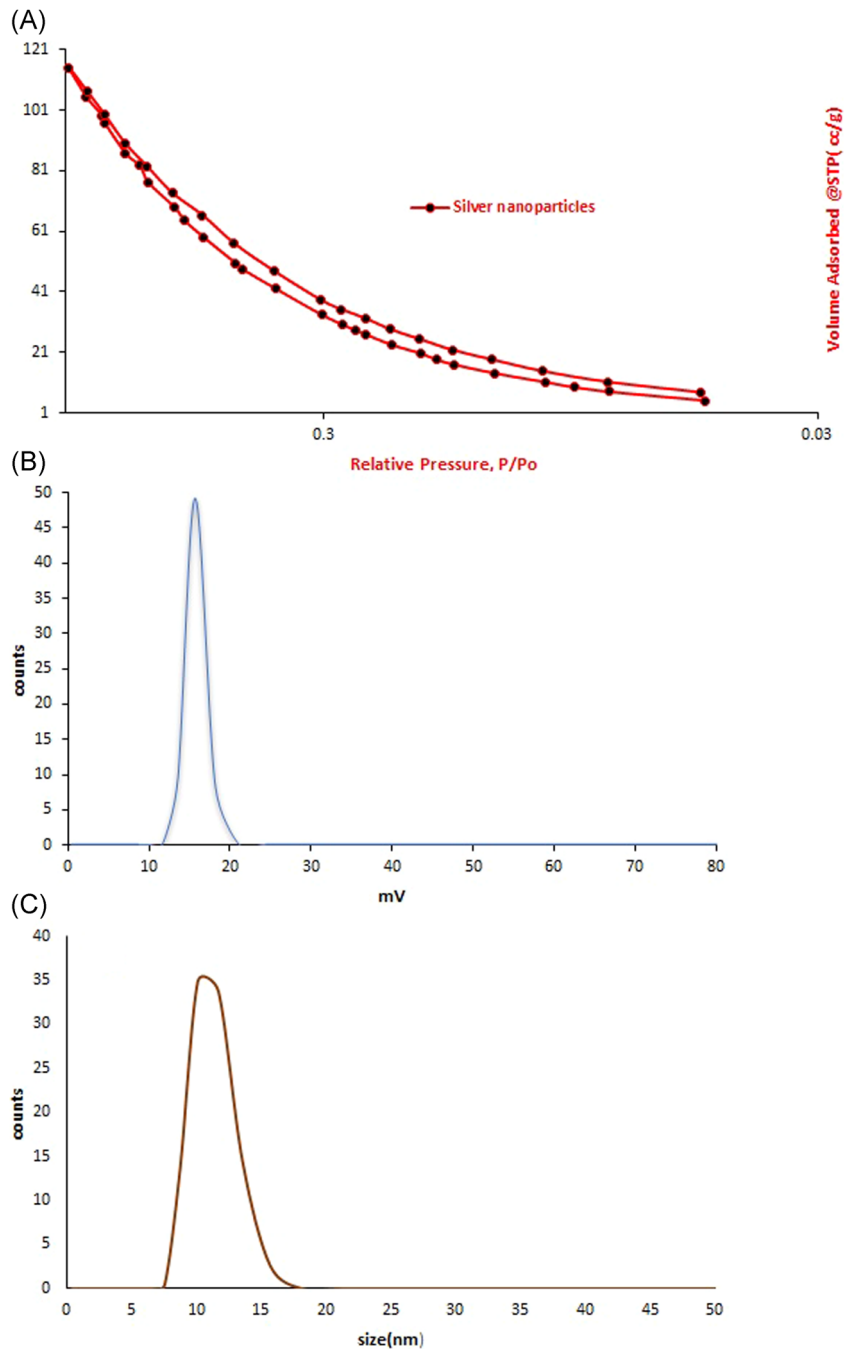 (A)
121
101
81
61
41
21
1
Silver nanoparticles
Volume Adsorbed @STP( cc/g)
0.3
0.03
Relative Pressure, P/Po
(B)
50
45
40
35
30
25
20
15
10
5
0
counts
0 10 20 30 40 50 60 70 80
mV
(C)
40
35
30
25
20
15
10
5
0
counts
0 5 10 15 20 25 30 35 40 45 50
size(nm)